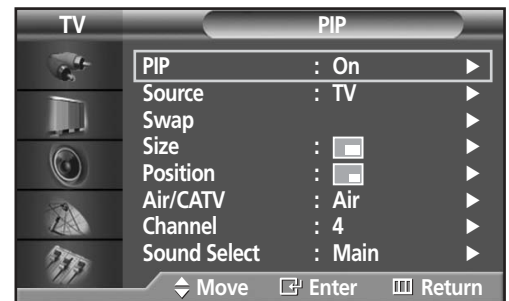 TV PIP
PIP : On
Source : TV
Swap
Size :
Position :
Air/CATV : Air
Channel : 4
Sound Select : Main
Move Enter Return